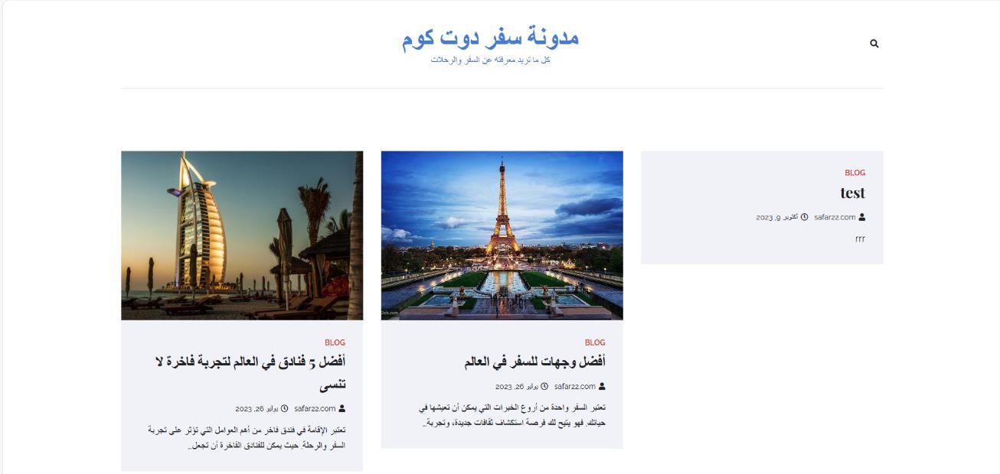 مدونة سفر دوت كوم
كل ما تريد معرفته عن السفر والرحلات
BLOG
test
safar22.com أكتوبر 9, 2023
rrr
BLOG
أفضل وجهات للسفر في العالم
safar22.com يوليو 26, 2023
تعتبر السفر واحدة من أروع الخبرات التي يمكن أن تعيشها في
حياتك. فهو يتيح لك فرصة استكشاف ثقافات جديدة، وتجربة...
BLOG
أفضل 5 فنادق في العالم لتجربة فاخرة لا
تنسى
safar22.com يوليو 26, 2023
تعتبر الإقامة في فندق فاخر من أهم العوامل التي تؤثر على تجربة
السفر والرحلة. حيث يمكن للفنادق الفاخرة أن تجعل...